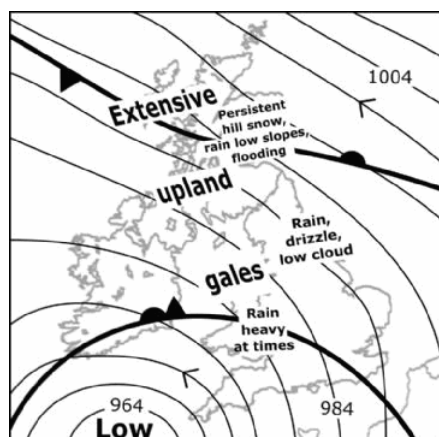 1004
Extensive
Persistent
hill snow,
rain low slopes,
flooding
upland
Rain,
drizzle,
low cloud
gales
Rain
heavy
at times
964
984
Low